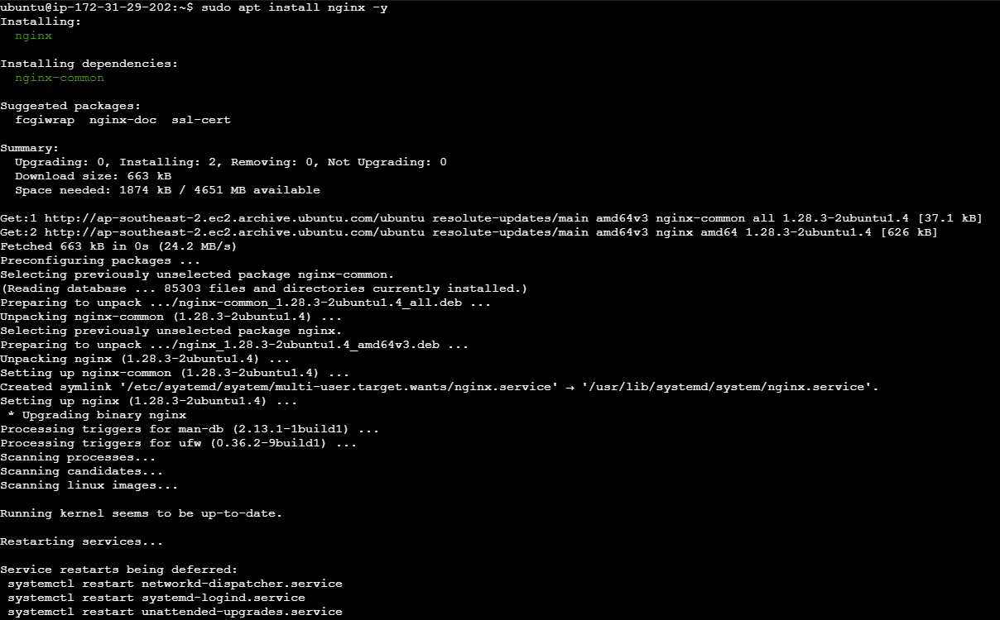 ubuntu@ip-172-31-29-202:~$ sudo apt install nginx -y
Installing:
  nginx

Installing dependencies:
  nginx-common

Suggested packages:
  fcgiwrap  nginx-doc  ssl-cert

Summary:
  Upgrading: 0, Installing: 2, Removing: 0, Not Upgrading: 0
  Download size: 663 kB
  Space needed: 1874 kB / 4651 MB available

Get:1 http://ap-southeast-2.ec2.archive.ubuntu.com/ubuntu resolute-updates/main amd64v3 nginx-common all 1.28.3-2ubuntu1.4 [37.1 kB]
Get:2 http://ap-southeast-2.ec2.archive.ubuntu.com/ubuntu resolute-updates/main amd64v3 nginx amd64 1.28.3-2ubuntu1.4 [626 kB]
Fetched 663 kB in 0s (24.2 MB/s)
Preconfiguring packages ...
Selecting previously unselected package nginx-common.
(Reading database ... 85303 files and directories currently installed.)
Preparing to unpack .../nginx-common_1.28.3-2ubuntu1.4_all.deb ...
Unpacking nginx-common (1.28.3-2ubuntu1.4) ...
Selecting previously unselected package nginx.
Preparing to unpack .../nginx_1.28.3-2ubuntu1.4_amd64v3.deb ...
Unpacking nginx (1.28.3-2ubuntu1.4) ...
Setting up nginx-common (1.28.3-2ubuntu1.4) ...
Created symlink '/etc/systemd/system/multi-user.target.wants/nginx.service' → '/usr/lib/systemd/system/nginx.service'.
Setting up nginx (1.28.3-2ubuntu1.4) ...
 * Upgrading binary nginx
Processing triggers for man-db (2.13.1-1build1) ...
Processing triggers for ufw (0.36.2-9build1) ...
Scanning processes...
Scanning candidates...
Scanning linux images...

Running kernel seems to be up-to-date.

Restarting services...

Service restarts being deferred:
 systemctl restart networkd-dispatcher.service
 systemctl restart systemd-logind.service
 systemctl restart unattended-upgrades.service